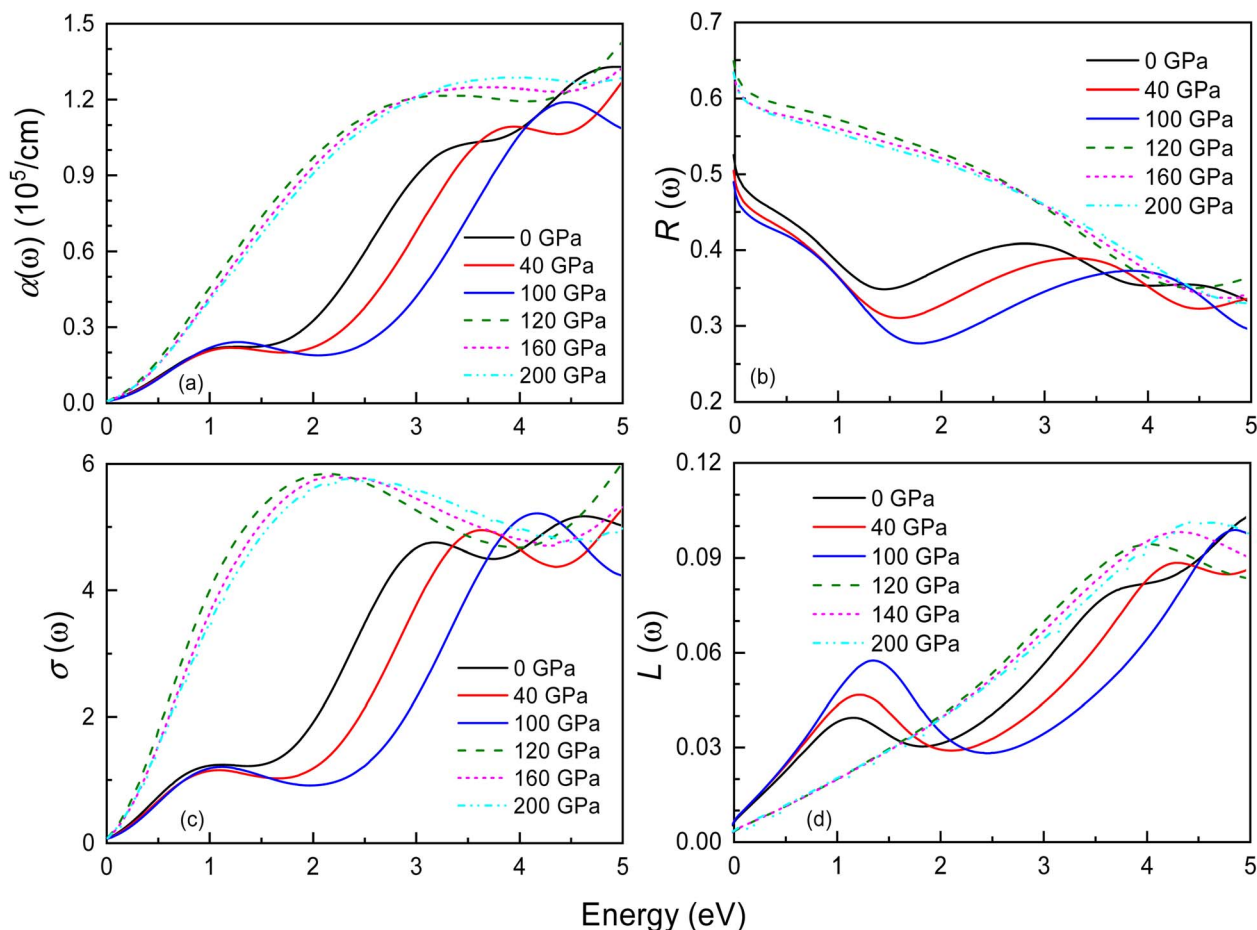 1.5
1.2
0.9
0.6
0.3
0.0
α(ω) (10⁵/cm)
0 GPa
40 GPa
100 GPa
120 GPa
160 GPa
200 GPa
(a)
0 1 2 3 4 5
0.7
0.6
0.5
0.4
0.3
0.2
R (ω)
0 GPa
40 GPa
100 GPa
120 GPa
160 GPa
200 GPa
(b)
0 1 2 3 4 5
6
4
2
0
σ (ω)
0 GPa
40 GPa
100 GPa
120 GPa
160 GPa
200 GPa
(c)
0 1 2 3 4 5
0.12
0.09
0.06
0.03
0.00
L (ω)
0 GPa
40 GPa
100 GPa
120 GPa
140 GPa
200 GPa
(d)
0 1 2 3 4 5
Energy (eV)